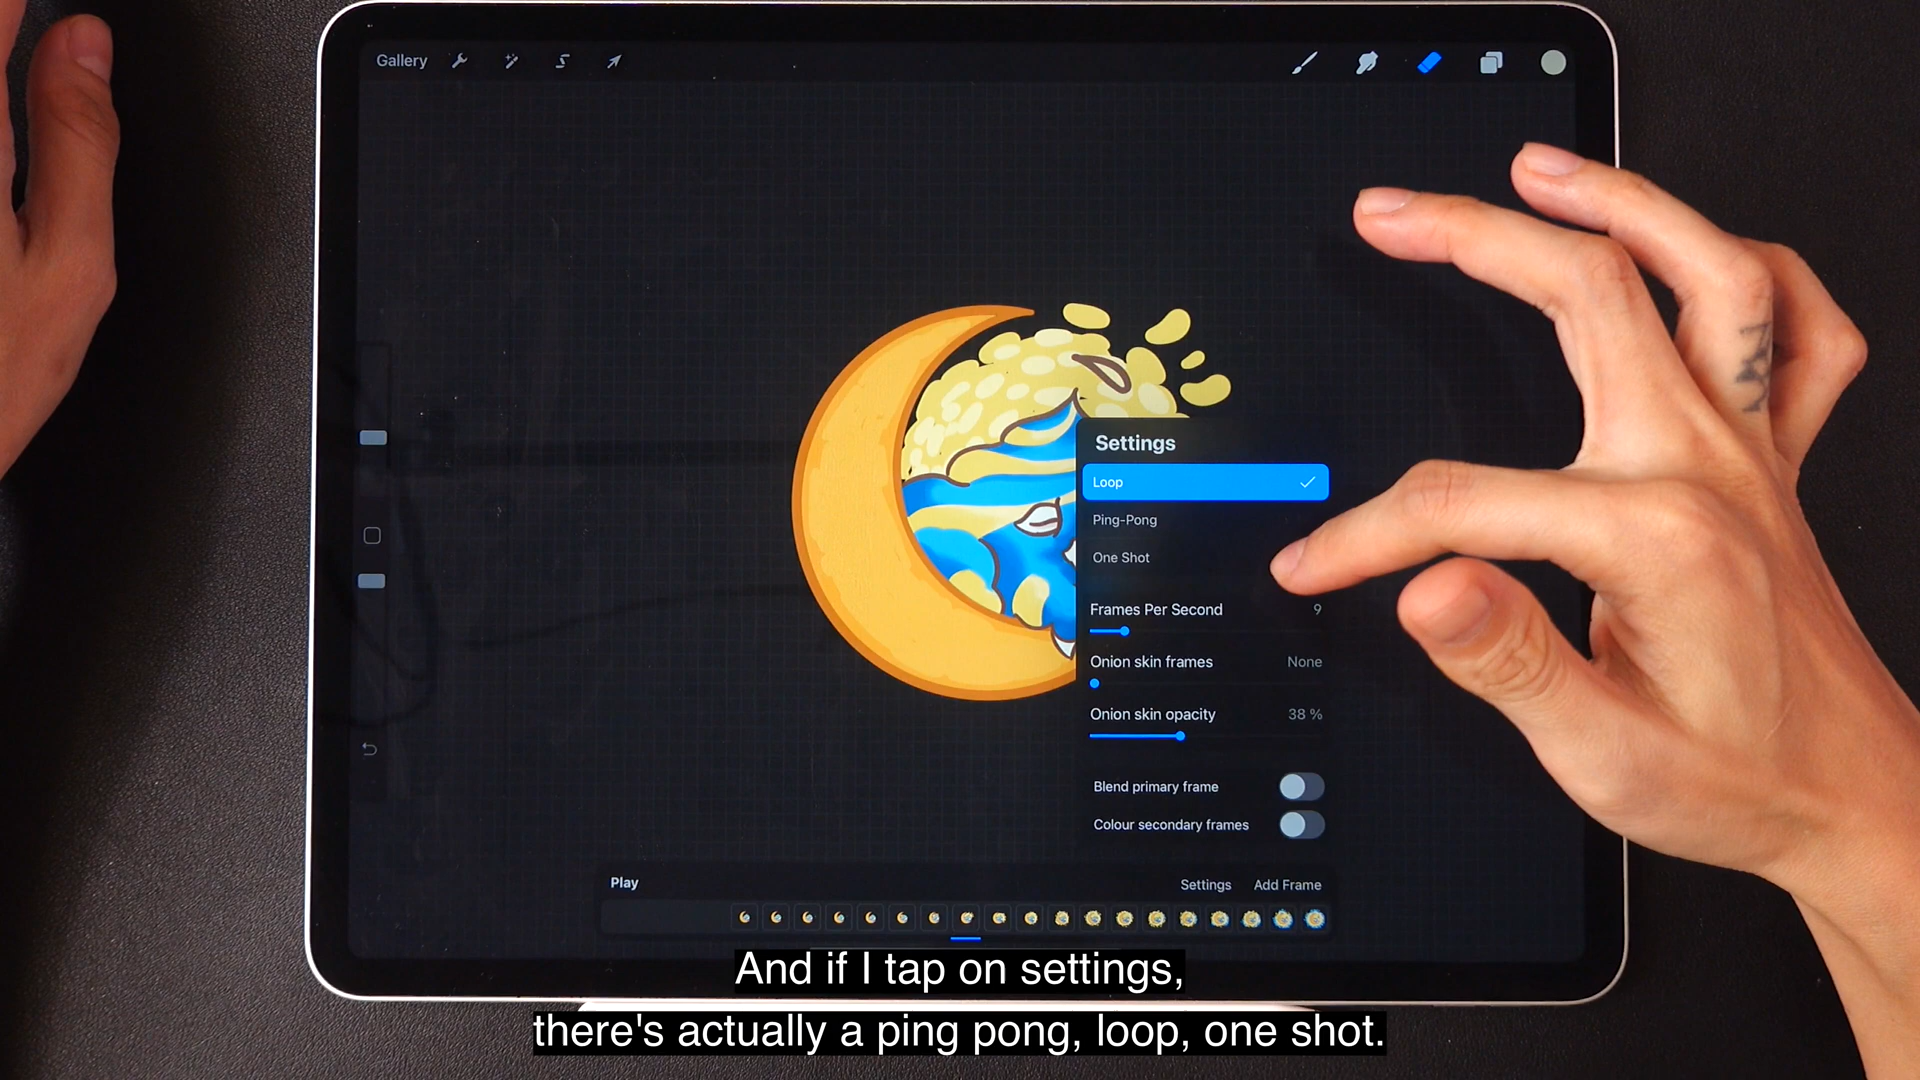 Gallery
Settings
Loop
Ping-Pong
One Shot
Frames Per Second 9
Onion skin frames None
Onion skin opacity 38 %
Blend primary frame
Colour secondary frames
Play Settings Add Frame
And if I tap on settings,
there's actually a ping pong, loop, one shot.